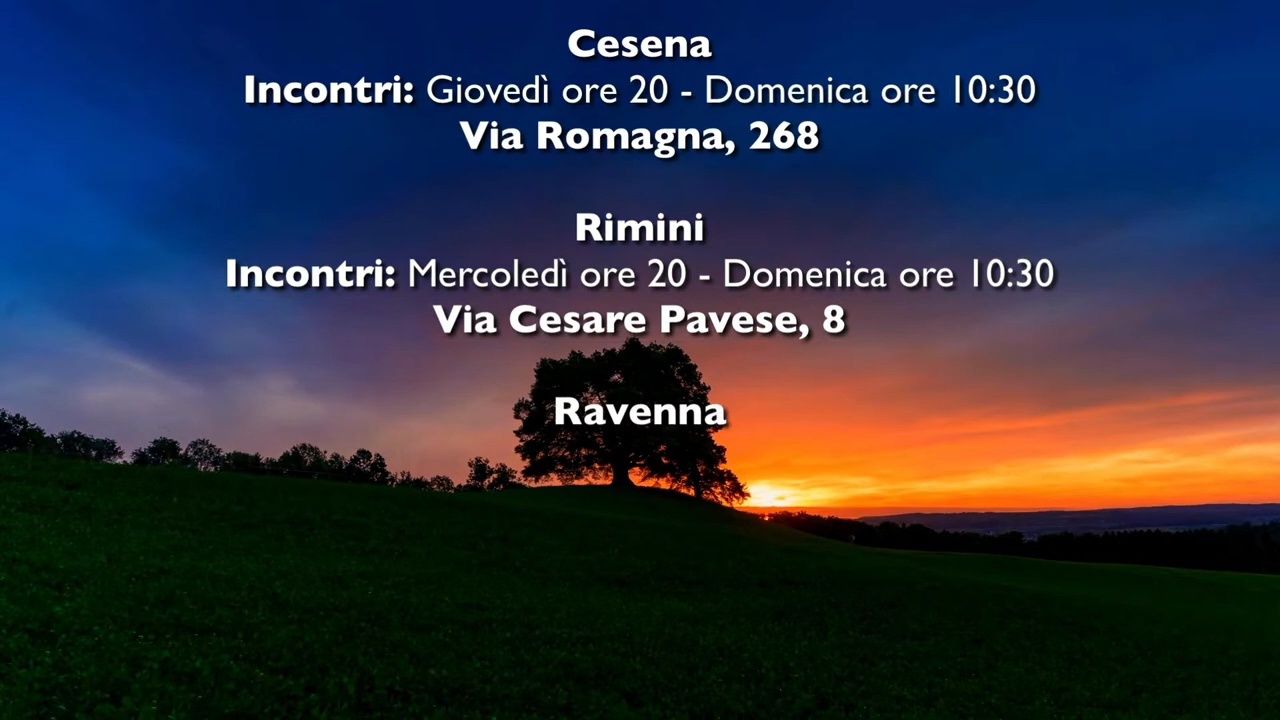 Cesena
Incontri: Giovedì ore 20 - Domenica ore 10:30
Via Romagna, 268
Rimini
Incontri: Mercoledì ore 20 - Domenica ore 10:30
Via Cesare Pavese, 8
Ravenna